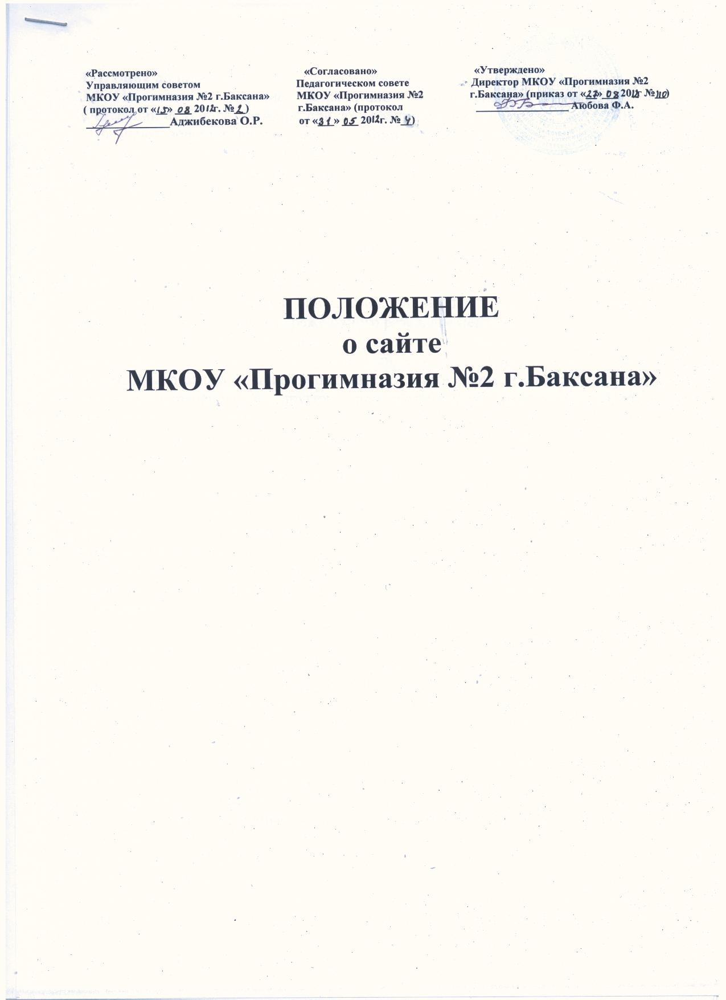 «Рассмотрено»
Управляющим советом
МКОУ «Прогимназия №2 г.Баксана»
( протокол от «15» 08 2012г. №1)
Аджибекова О.Р.
«Согласовано»
Педагогическом совете
МКОУ «Прогимназия №2
г.Баксана» (протокол
от «31» 05 2012г. №4)
«Утверждено»
Директор МКОУ «Прогимназия №2
г.Баксана» (приказ от «27» 08 2012г №110)
Аюбова Ф.А.
ПОЛОЖЕНИЕ
о сайте
МКОУ «Прогимназия №2 г.Баксана»